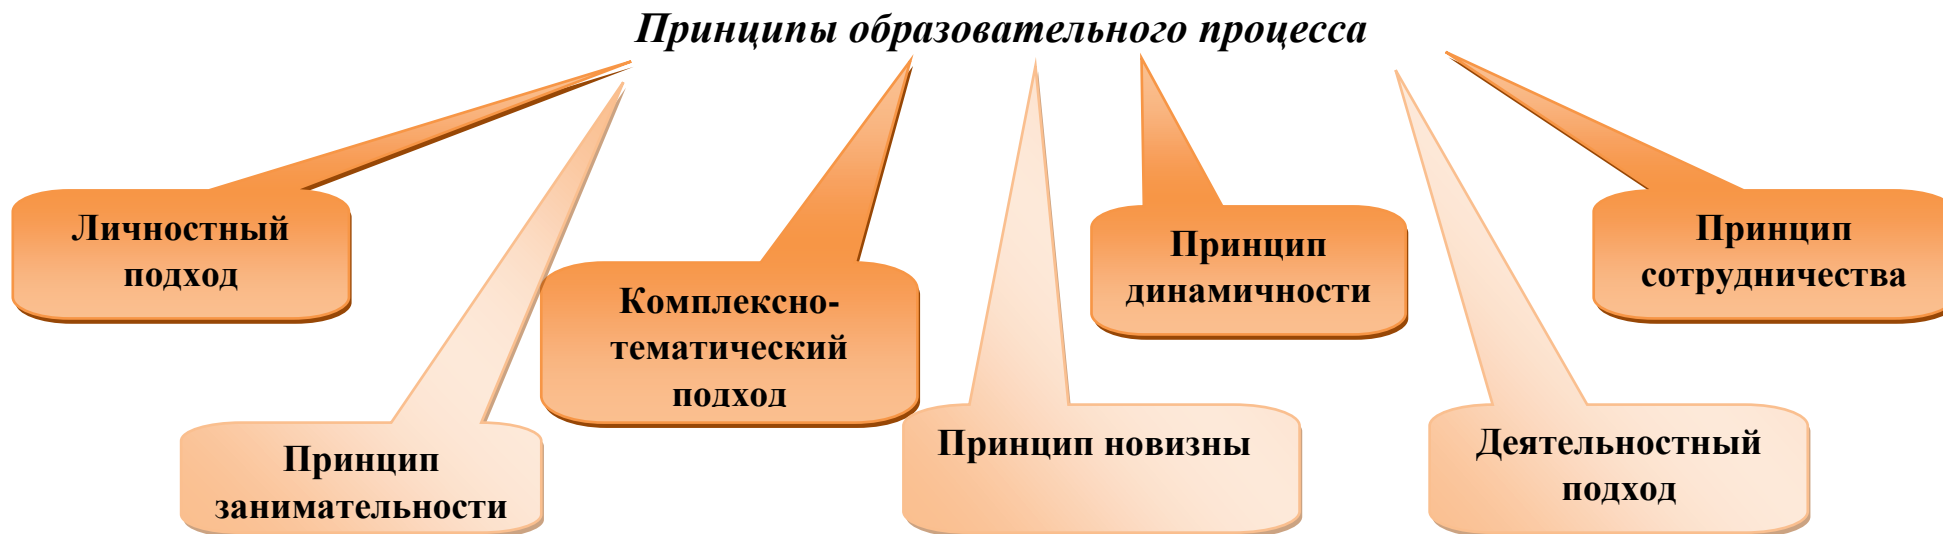 Принципы образовательного процесса
Личностный
подход
Принцип
занимательности
Комплексно-
тематический
подход
Принцип новизны
Принцип
динамичности
Деятельностный
подход
Принцип
сотрудничества